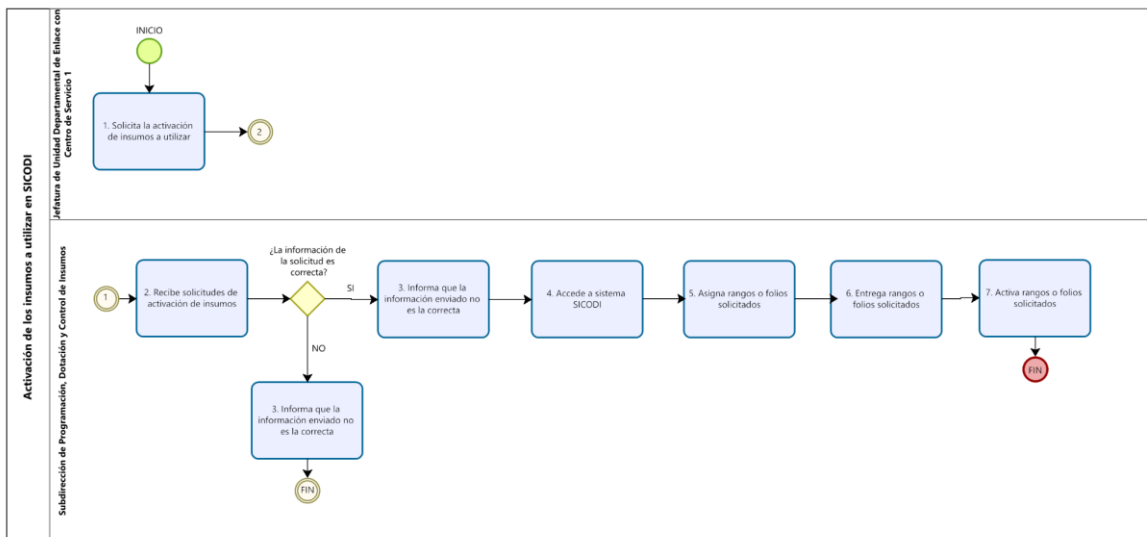 Activación de los insumos a utilizar en SICODI
Jefatura de Unidad Departamental de Enlace con
Centro de Servicio 1
INICIO
1. Solicita la activación
de insumos a utilizar
2
Subdirección de Programación, Dotación y Control de Insumos
1
2. Recibe solicitudes de
activación de insumos
¿La información de
la solicitud es
correcta?
SI
3. Informa que la
información enviado no
es la correcta
4. Accede a sistema
SICODI
5. Asigna rangos o folios
solicitados
6. Entrega rangos o
folios solicitados
7. Activa rangos o folios
solicitados
FIN
NO
3. Informa que la
información enviado no
es la correcta
FIN